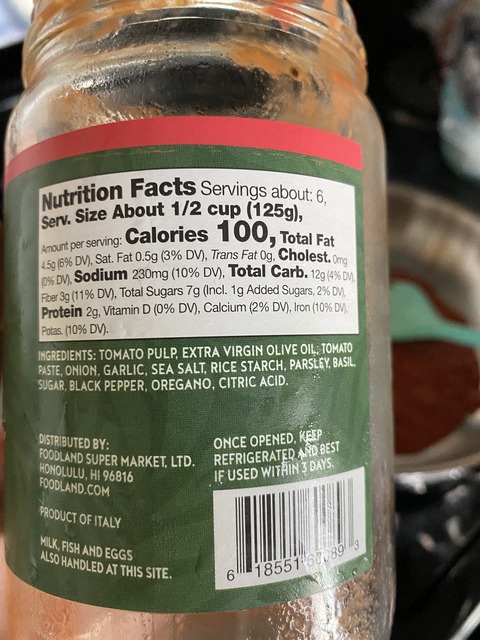 Nutrition Facts Servings about: 6,
Serv. Size About 1/2 cup (125g),
Amount per serving: Calories 100, Total Fat
4.5g (6% DV), Sat. Fat 0.5g (3% DV), Trans Fat 0g, Cholest. 0mg
(0% DV), Sodium 230mg (10% DV), Total Carb. 12g (4% DV),
Fiber 3g (11% DV), Total Sugars 7g (Incl. 1g Added Sugars, 2% DV),
Protein 2g, Vitamin D (0% DV), Calcium (2% DV), Iron (10% DV),
Potas. (10% DV).
INGREDIENTS: TOMATO PULP, EXTRA VIRGIN OLIVE OIL, TOMATO
PASTE, ONION, GARLIC, SEA SALT, RICE STARCH, PARSLEY, BASIL,
SUGAR, BLACK PEPPER, OREGANO, CITRIC ACID.
DISTRIBUTED BY:
FOODLAND SUPER MARKET, LTD.
HONOLULU, HI 96816
FOODLAND.COM
PRODUCT OF ITALY
MILK, FISH AND EGGS
ALSO HANDLED AT THIS SITE.
ONCE OPENED, KEEP
REFRIGERATED AND BEST
IF USED WITHIN 3 DAYS.